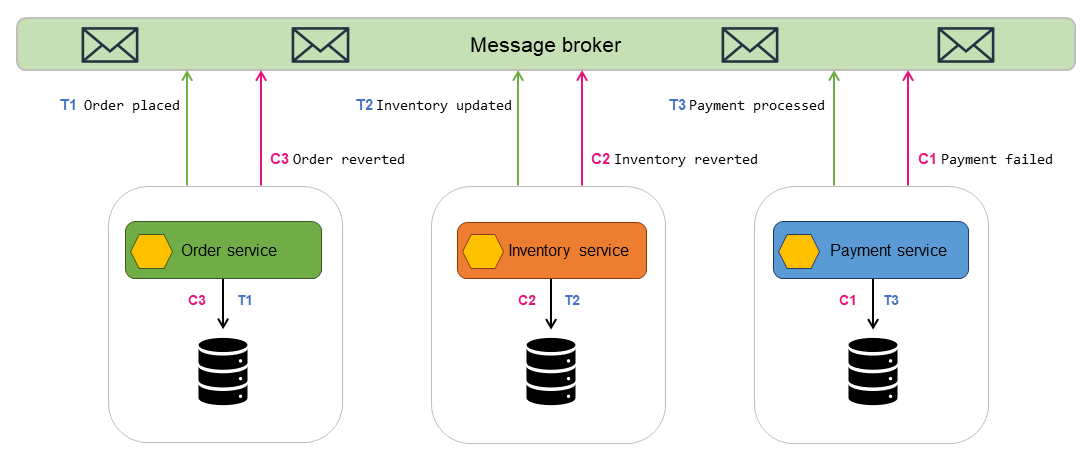 Message broker
T1 Order placed
T2 Inventory updated
T3 Payment processed
C3 Order reverted
C2 Inventory reverted
C1 Payment failed
Order service
Inventory service
Payment service
C3 T1
C2 T2
C1 T3